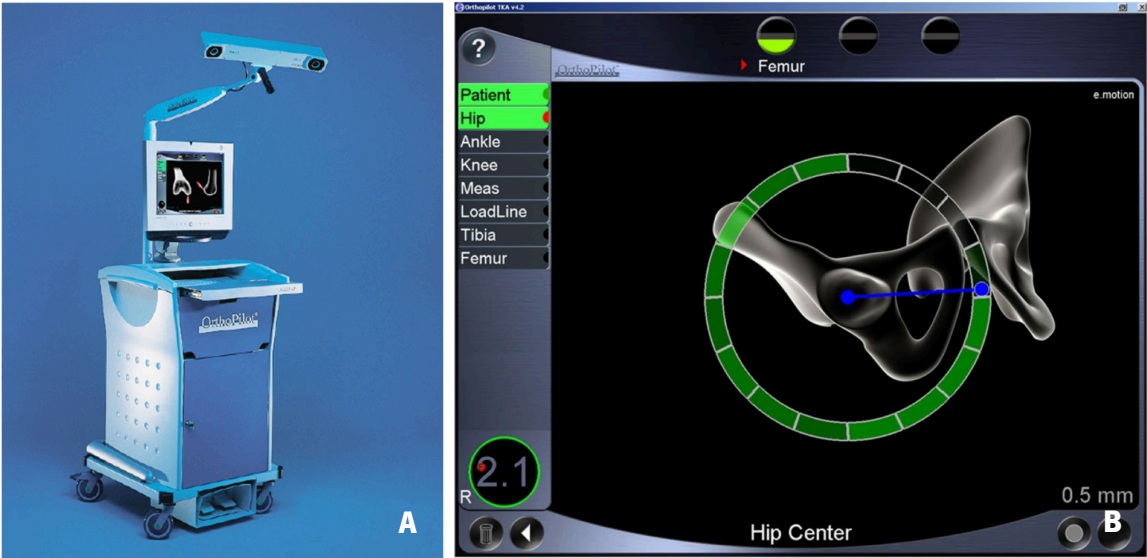 OrthoPilot
A
Orthopilot TKA v4.2
?
Femur
OrthoPilot
e.motion
Patient
Hip
Ankle
Knee
Meas
LoadLine
Tibia
Femur
2.1
R
0.5 mm
Hip Center
B